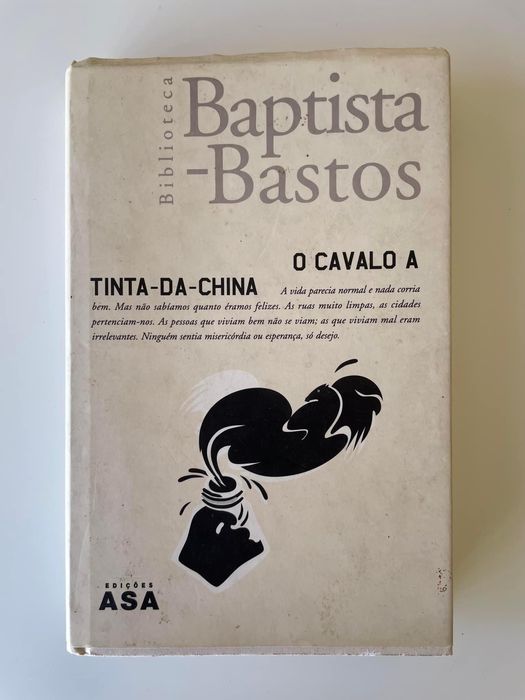 Biblioteca
Baptista
-Bastos
O CAVALO A
TINTA-DA-CHINA
A vida parecia normal e nada corria
bem. Mas não sabíamos quanto éramos felizes. As ruas muito limpas, as cidades
pertenciam-nos. As pessoas que viviam bem não se viam; as que viviam mal eram
irrelevantes. Ninguém sentia misericórdia ou esperança, só desejo.
EDIÇÕES
ASA